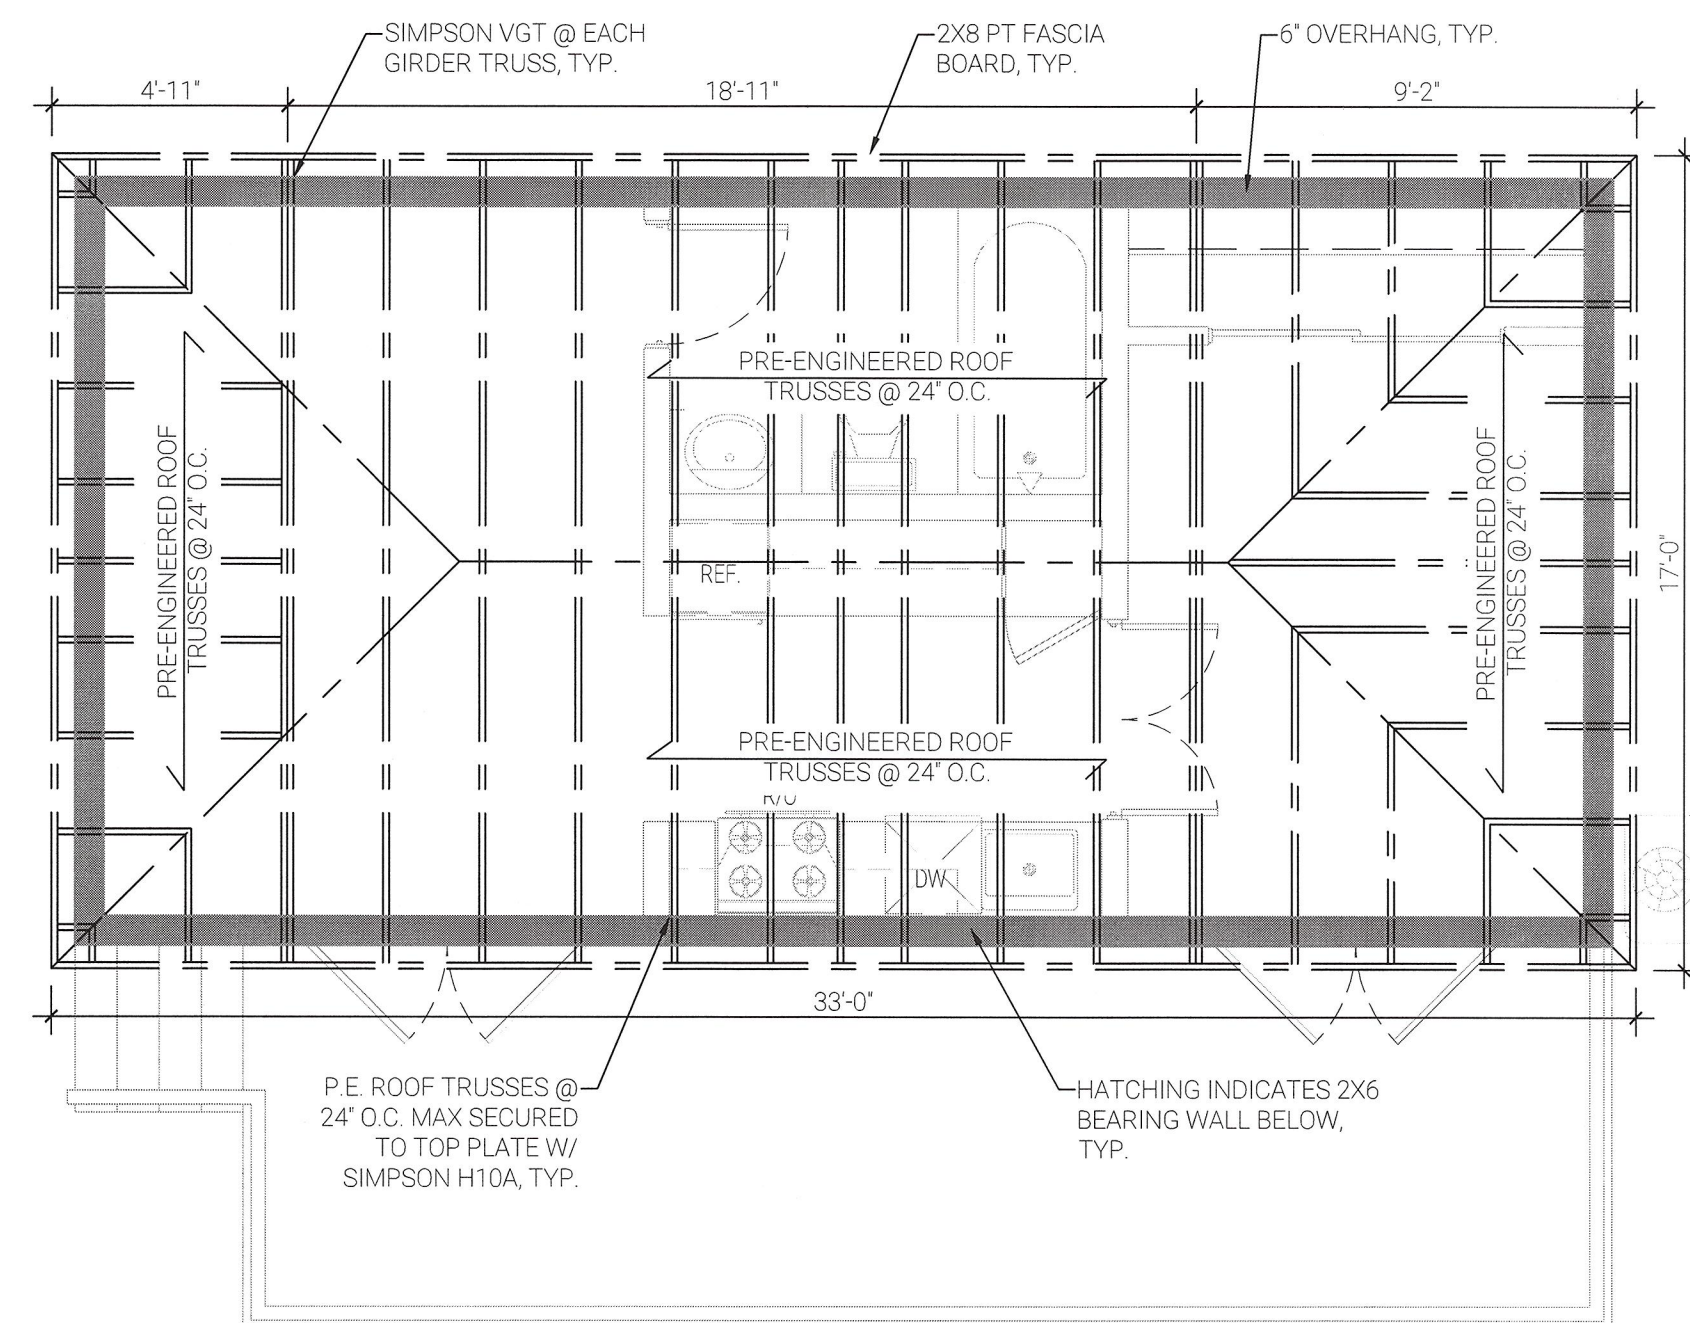 SIMPSON VGT @ EACH
GIRDER TRUSS, TYP.
2X8 PT FASCIA
BOARD, TYP.
6" OVERHANG, TYP.
4'-11"
18'-11"
9'-2"
PRE-ENGINEERED ROOF
TRUSSES @ 24" O.C.
PRE-ENGINEERED ROOF
TRUSSES @ 24" O.C.
PRE-ENGINEERED ROOF
TRUSSES @ 24" O.C.
17'-0"
REF.
PRE-ENGINEERED ROOF
TRUSSES @ 24" O.C.
R/O
DW
33'-0"
P.E. ROOF TRUSSES @
24" O.C. MAX SECURED
TO TOP PLATE W/
SIMPSON H10A, TYP.
HATCHING INDICATES 2X6
BEARING WALL BELOW,
TYP.